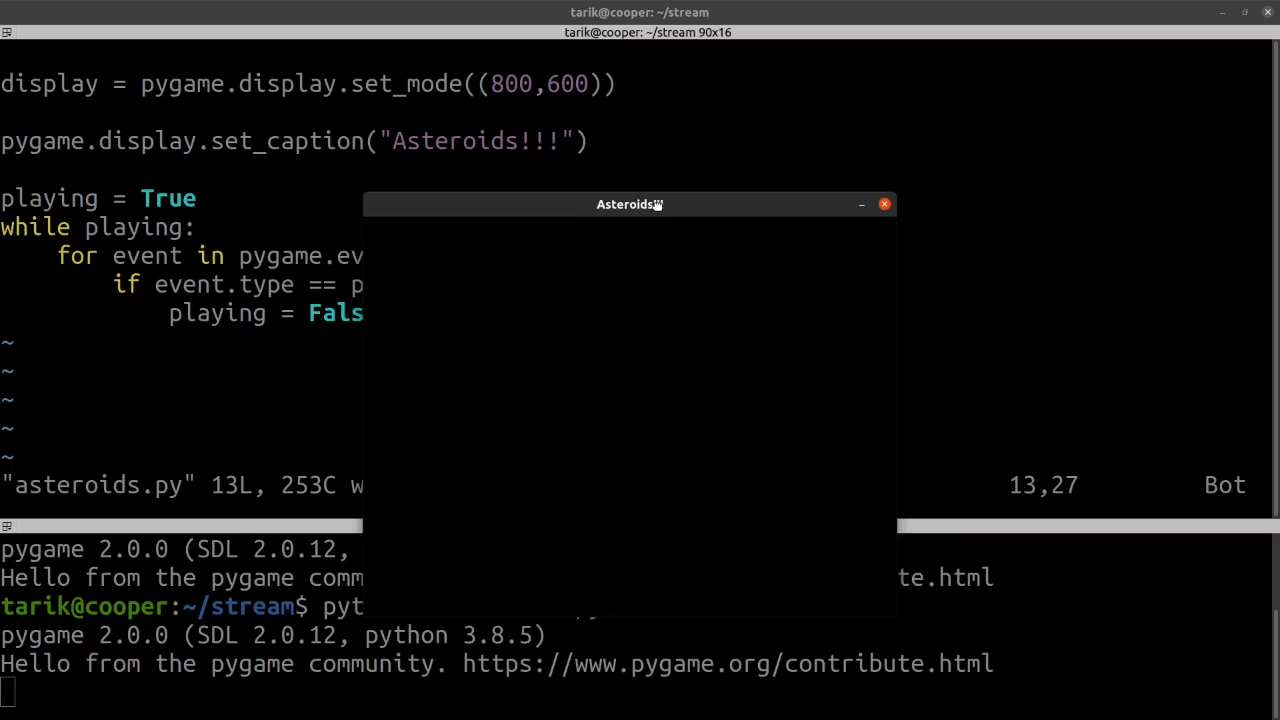 tarik@cooper: ~/stream
tarik@cooper: ~/stream 90x16
display = pygame.display.set_mode((800,600))
pygame.display.set_caption("Asteroids!!!")
playing = True
while playing:
    for event in pygame.ev
        if event.type == p
            playing = Fals
~
~
~
~
~
"asteroids.py" 13L, 253C w
13,27
Bot
Asteroids
pygame 2.0.0 (SDL 2.0.12,
Hello from the pygame comm
te.html
tarik@cooper:~/stream$ pyt
pygame 2.0.0 (SDL 2.0.12, python 3.8.5)
Hello from the pygame community. https://www.pygame.org/contribute.html